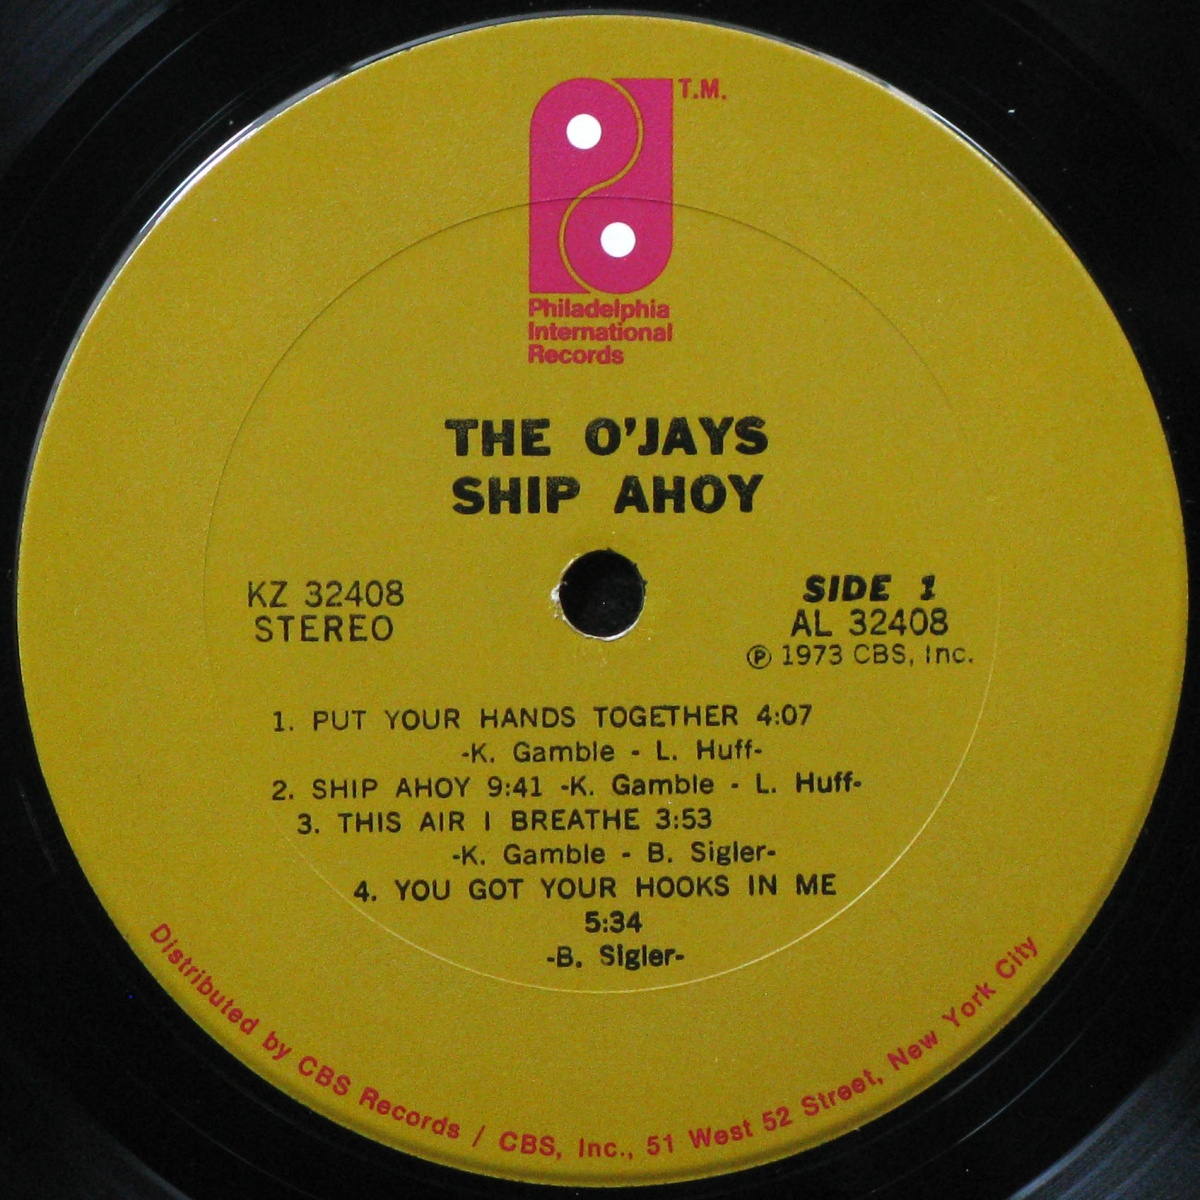 T.M.
Philadelphia
International
Records
THE O'JAYS
SHIP AHOY
KZ 32408
STEREO
SIDE 1
AL 32408
Ⓟ 1973 CBS, Inc.
1. PUT YOUR HANDS TOGETHER 4:07
-K. Gamble - L. Huff-
2. SHIP AHOY 9:41 -K. Gamble - L. Huff-
3. THIS AIR I BREATHE 3:53
-K. Gamble - B. Sigler-
4. YOU GOT YOUR HOOKS IN ME
5:34
-B. Sigler-
Distributed by CBS Records / CBS, Inc., 51 West 52 Street, New York City